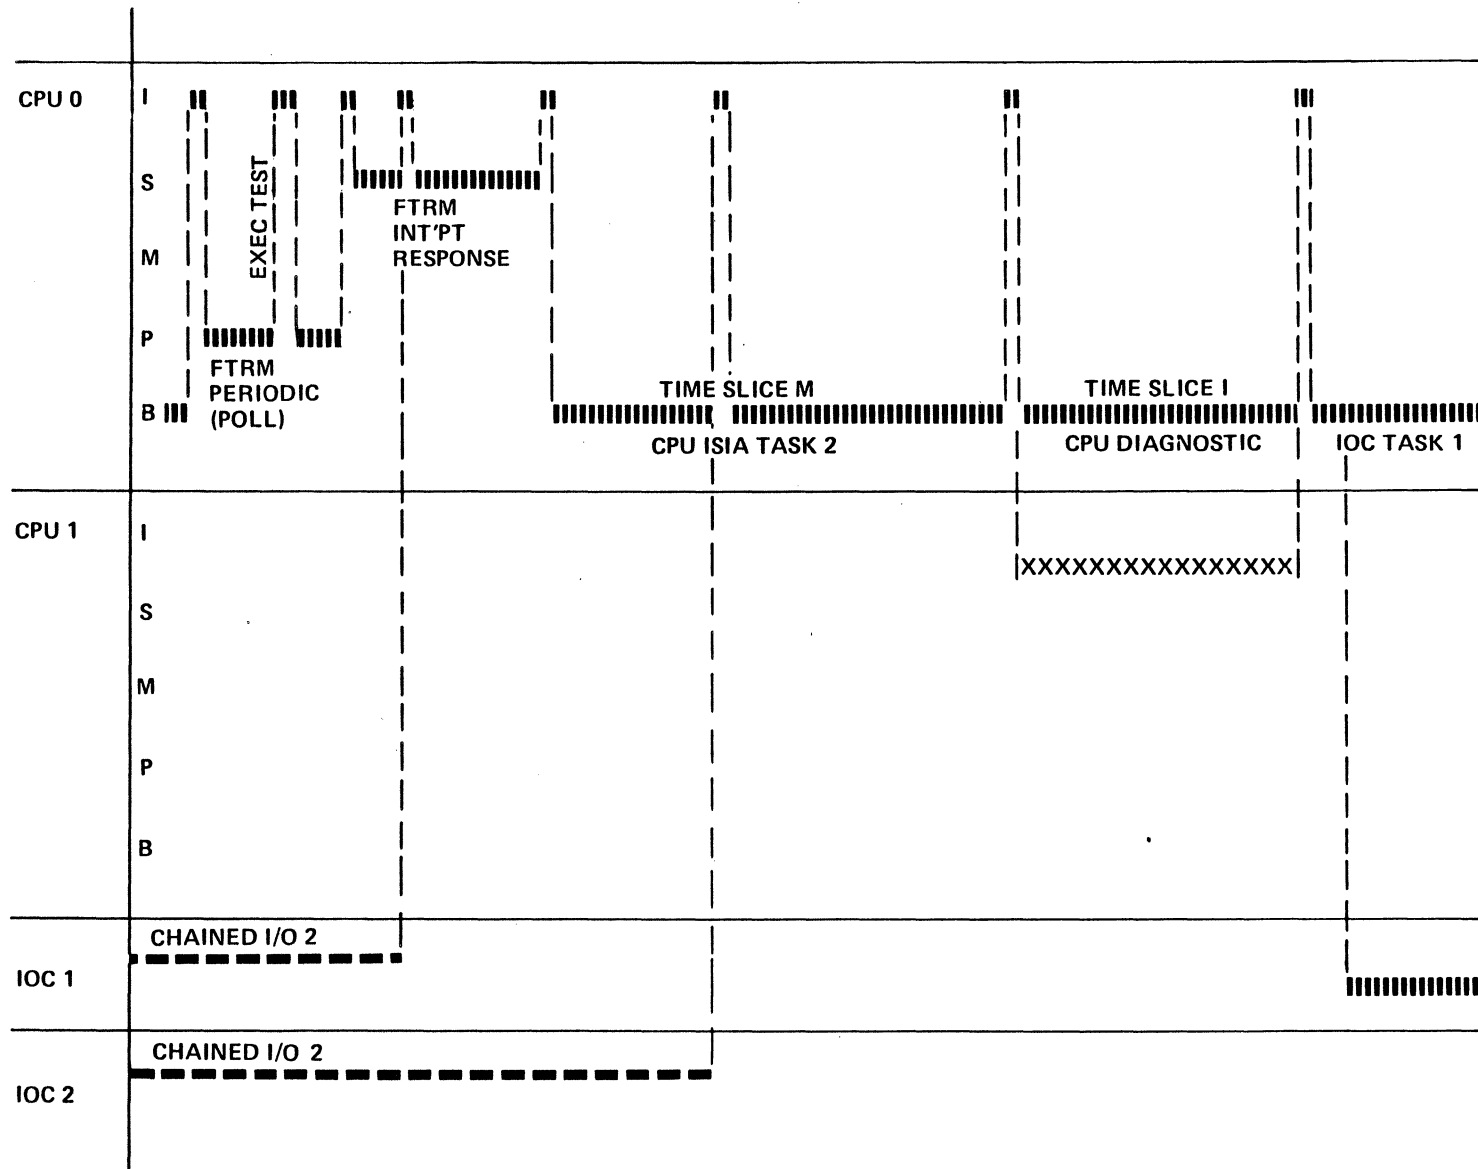 CPU 0
I
S
M
P
B
EXEC TEST
FTRM
INT'PT
RESPONSE
FTRM
PERIODIC
(POLL)
TIME SLICE M
CPU ISIA TASK 2
TIME SLICE I
CPU DIAGNOSTIC
IOC TASK 1
CPU 1
I
XXXXXXXXXXXXXXXX
S
M
P
B
CHAINED I/O 2
IOC 1
CHAINED I/O 2
IOC 2